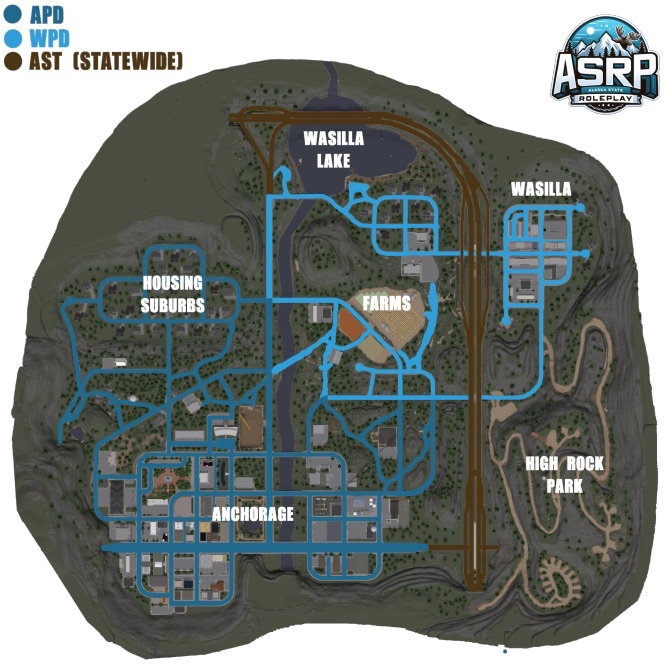 APD
WPD
AST (STATEWIDE)
ASRP
ALASKA STATE
ROLEPLAY
WASILLA
LAKE
WASILLA
HOUSING
SUBURBS
FARMS
HIGH ROCK
PARK
ANCHORAGE